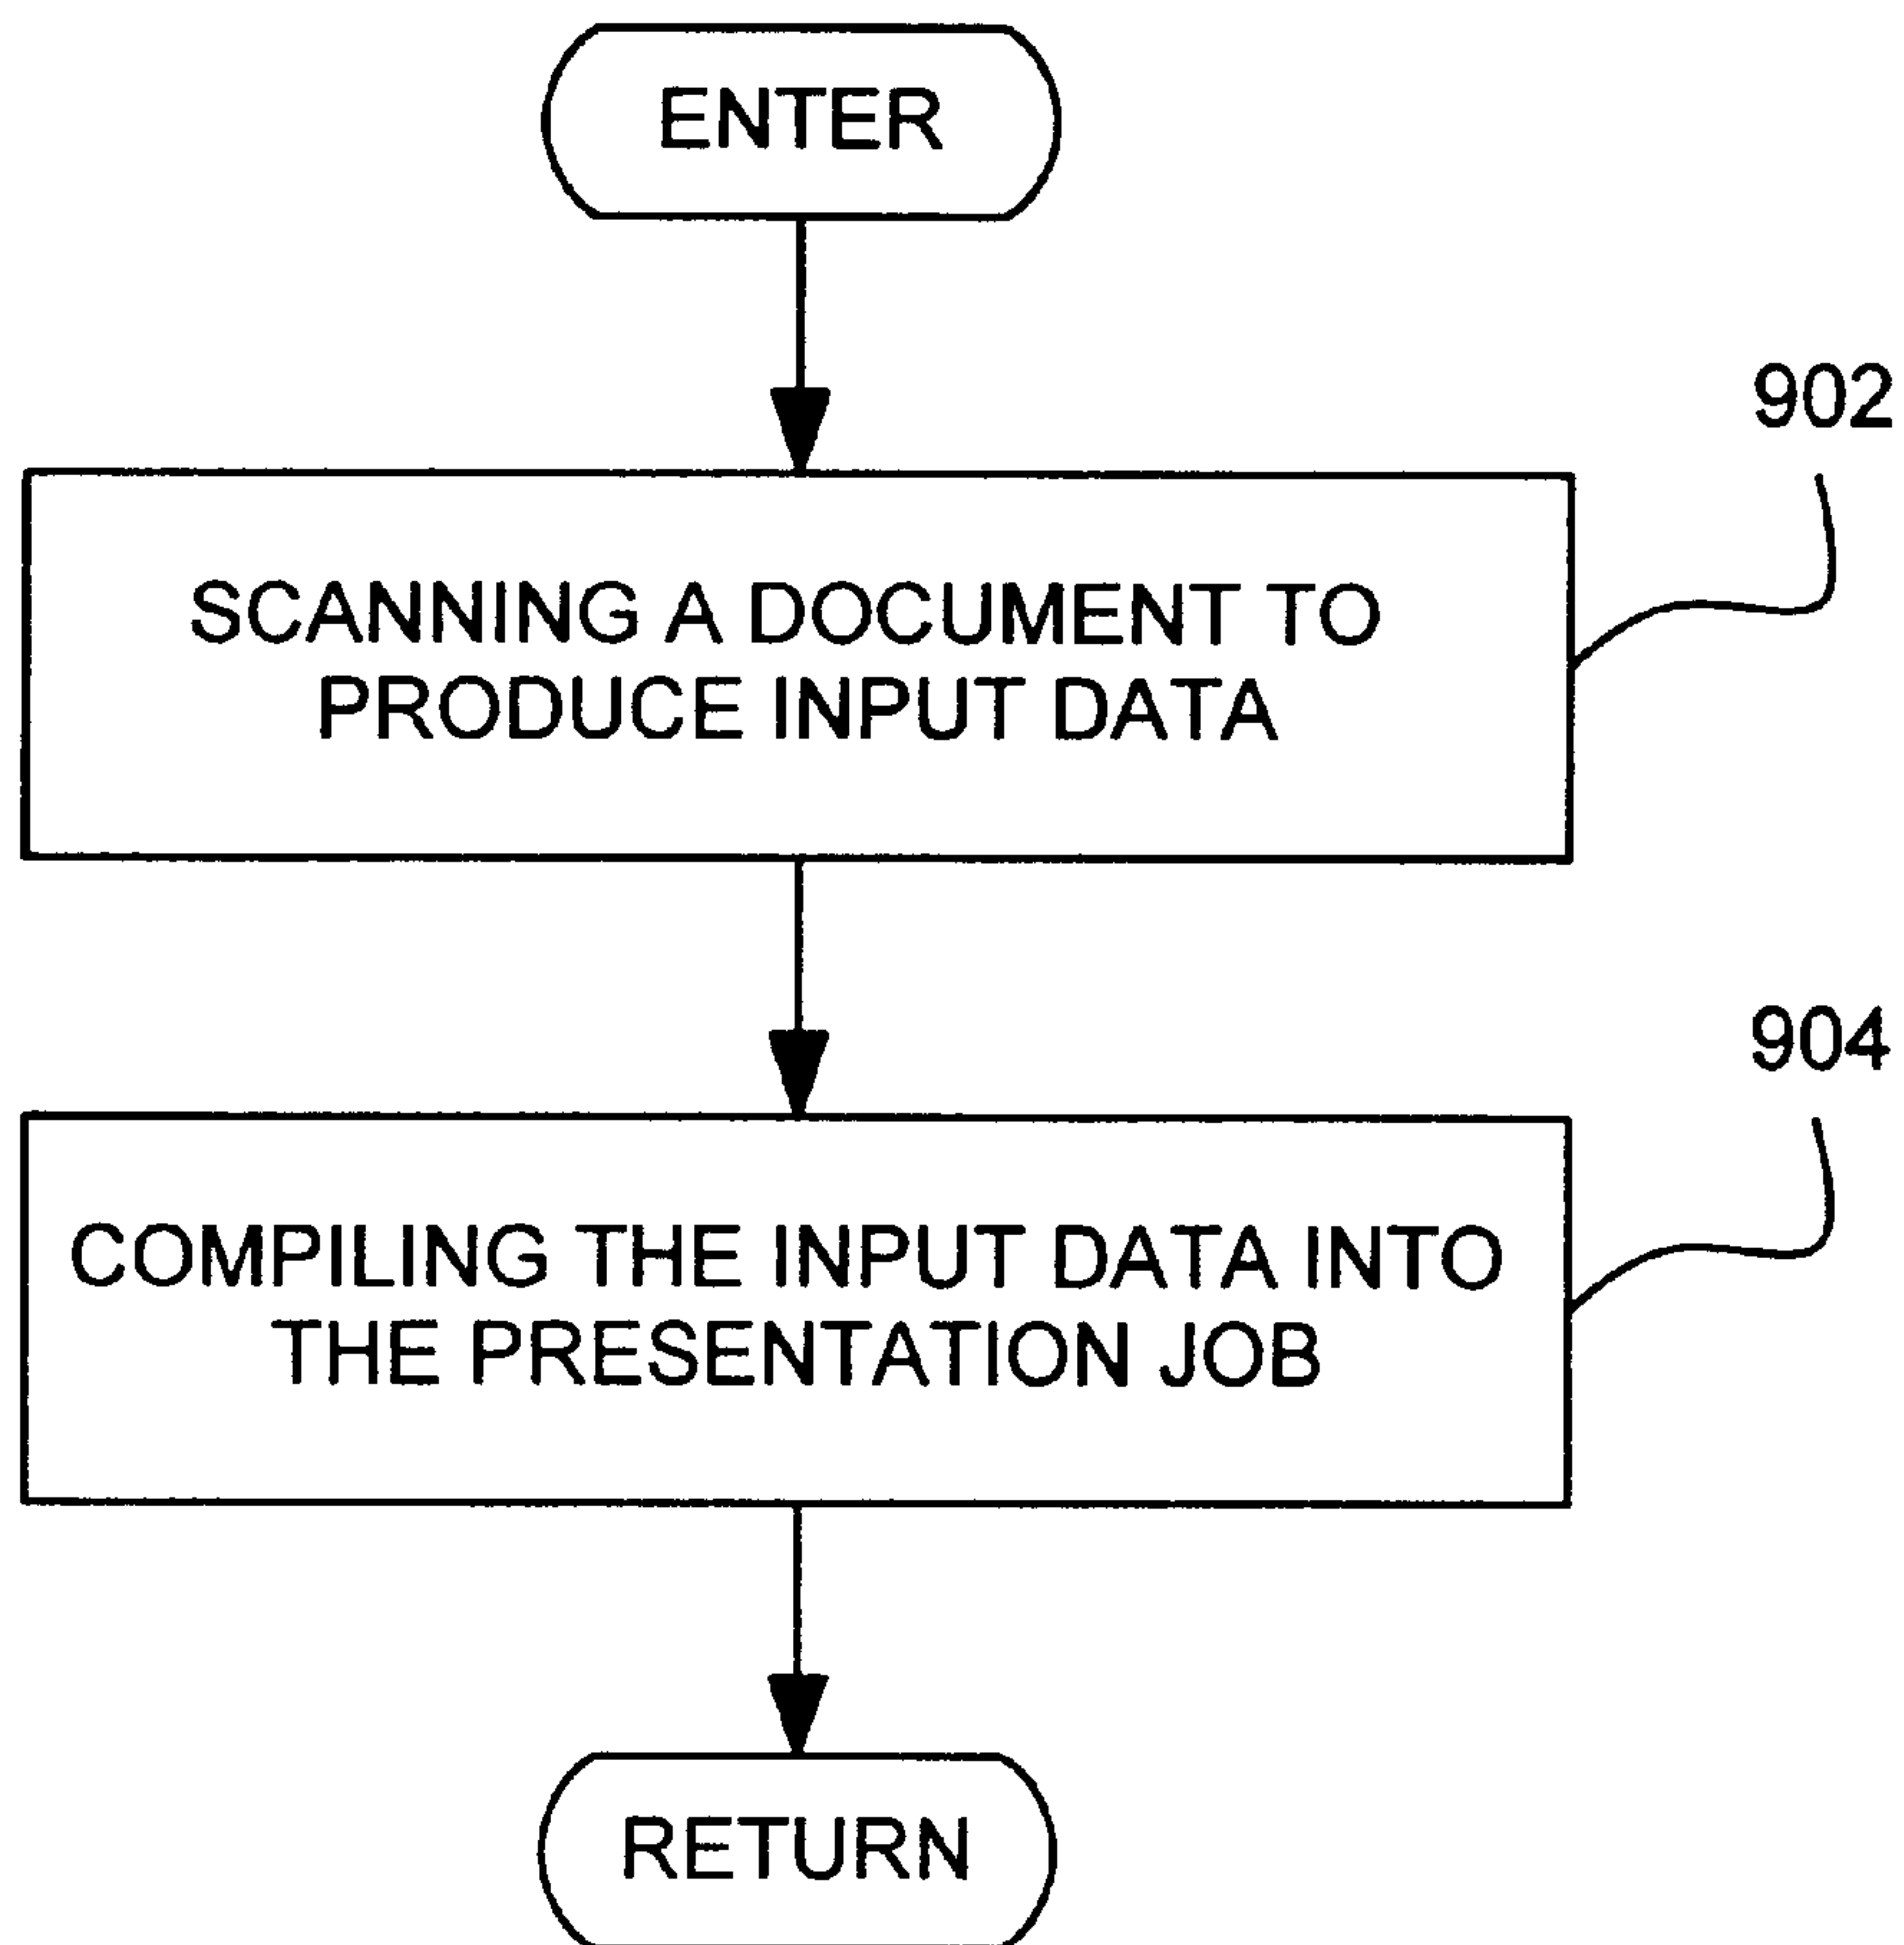 ENTER
902
SCANNING A DOCUMENT TO
PRODUCE INPUT DATA
904
COMPILING THE INPUT DATA INTO
THE PRESENTATION JOB
RETURN